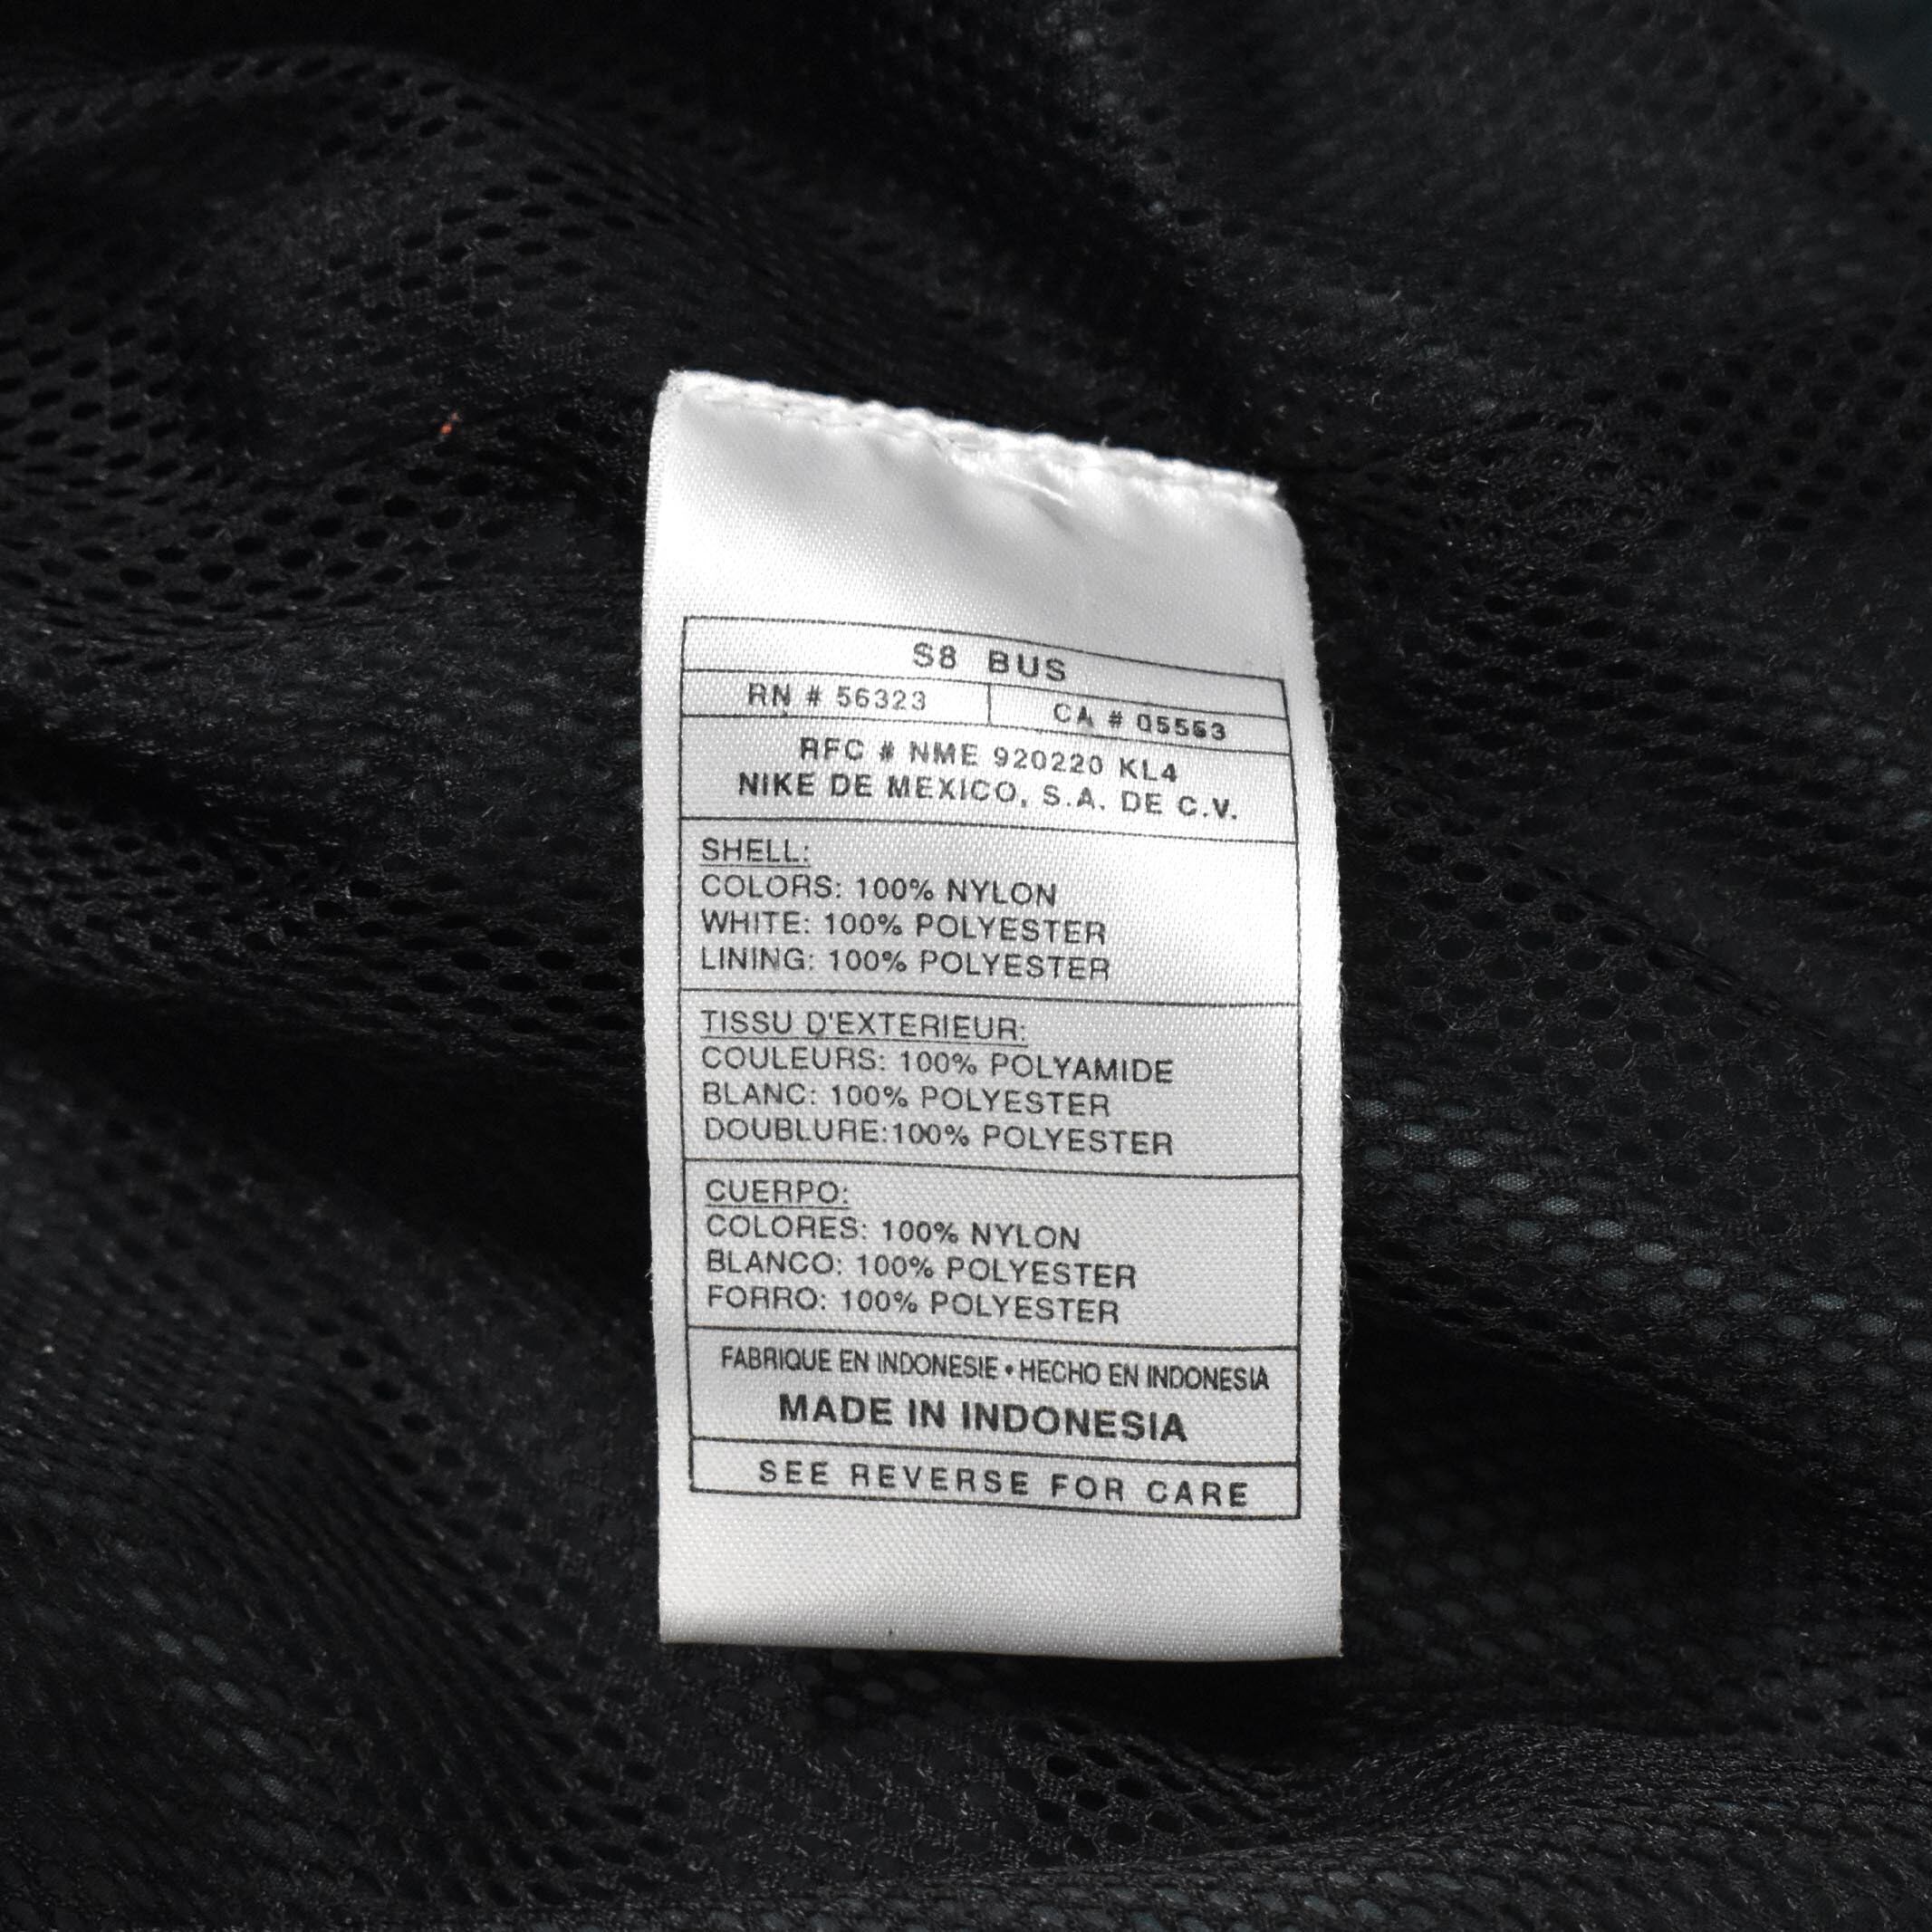 S8 BUS
RN # 56323 CA # 05553
RFC # NME 920220 KL4
NIKE DE MEXICO, S.A. DE C.V.
SHELL:
COLORS: 100% NYLON
WHITE: 100% POLYESTER
LINING: 100% POLYESTER
TISSU D'EXTERIEUR:
COULEURS: 100% POLYAMIDE
BLANC: 100% POLYESTER
DOUBLURE:100% POLYESTER
CUERPO:
COLORES: 100% NYLON
BLANCO: 100% POLYESTER
FORRO: 100% POLYESTER
FABRIQUE EN INDONESIE • HECHO EN INDONESIA
MADE IN INDONESIA
SEE REVERSE FOR CARE